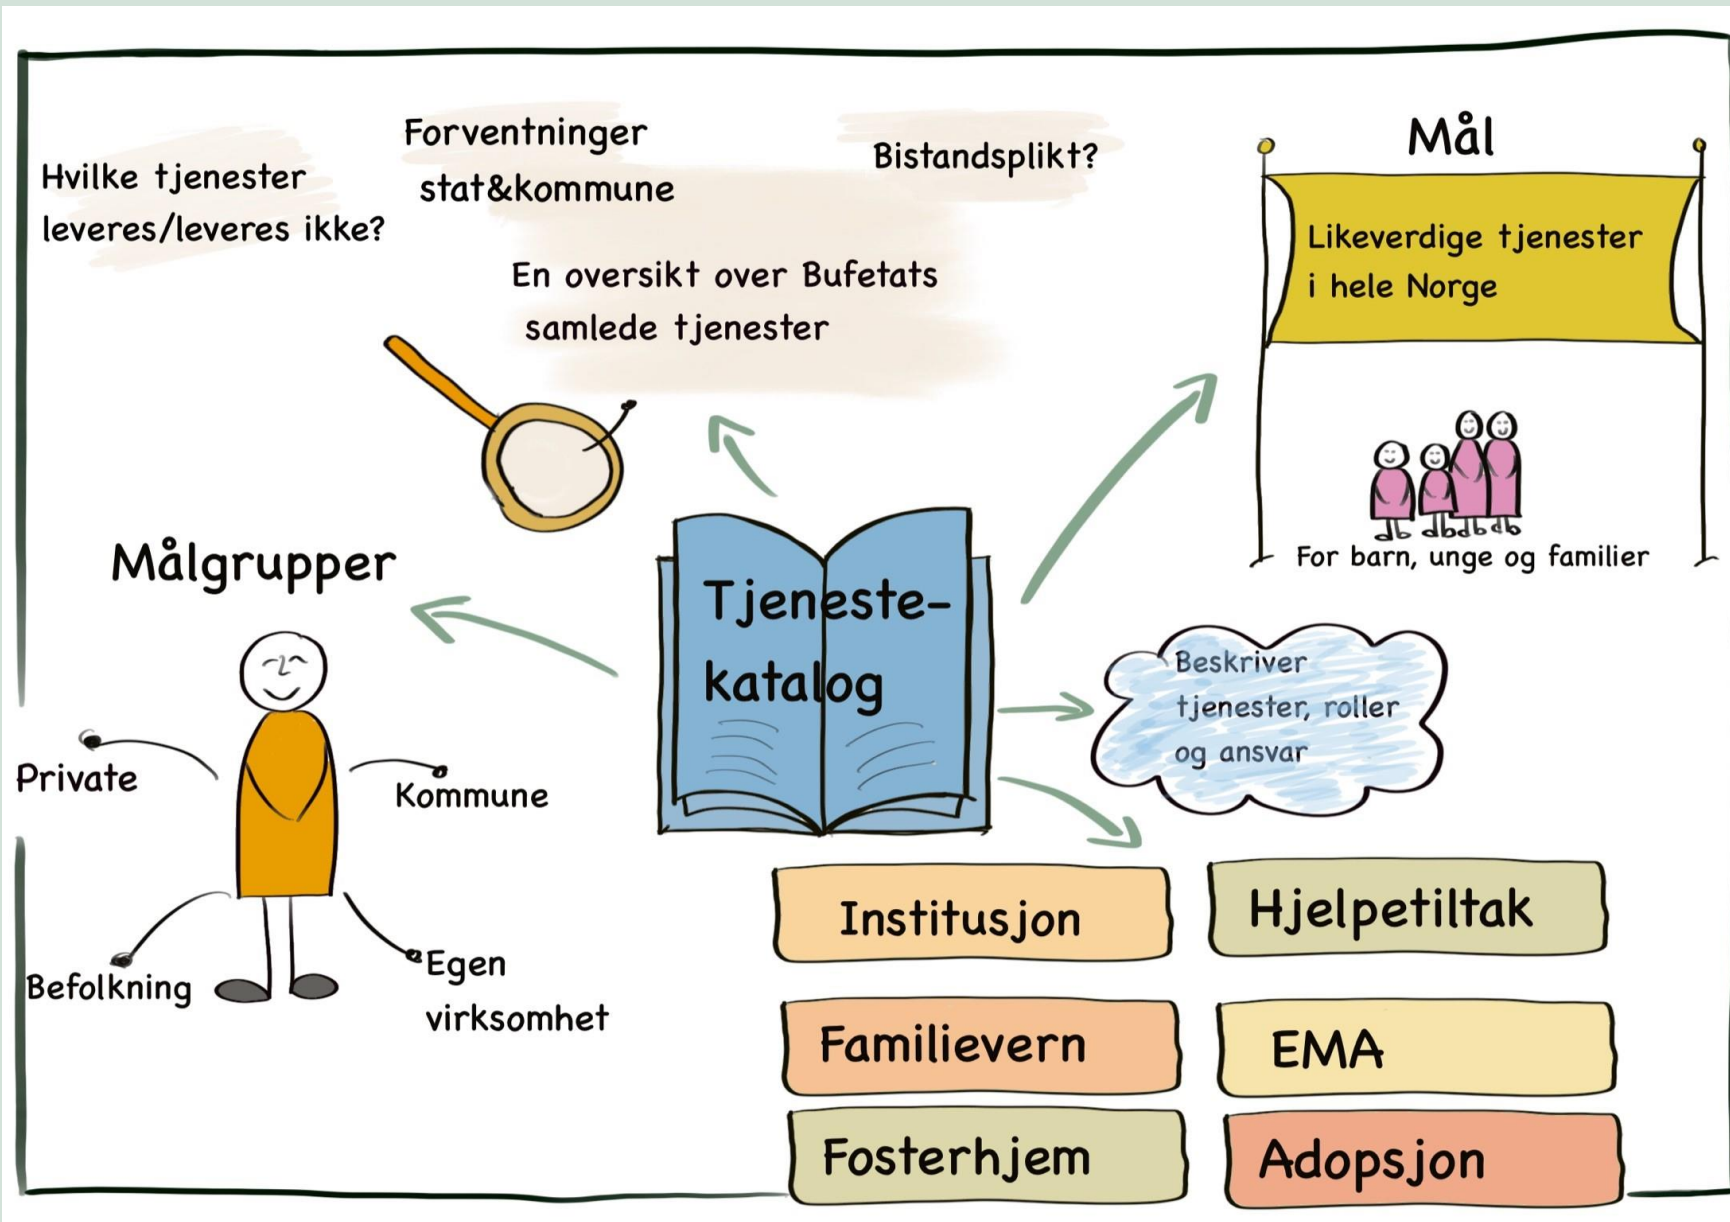 Hvilke tjenester
leveres/leveres ikke?
Forventninger
stat&kommune
Bistandsplikt?
En oversikt over Bufetats
samlede tjenester
Mål
Likeverdige tjenester
i hele Norge
For barn, unge og familier
Målgrupper
Private
Kommune
Befolkning
Egen
virksomhet
Tjeneste-
katalog
Beskriver
tjenester, roller
og ansvar
Institusjon
Hjelpetiltak
Familievern
EMA
Fosterhjem
Adopsjon